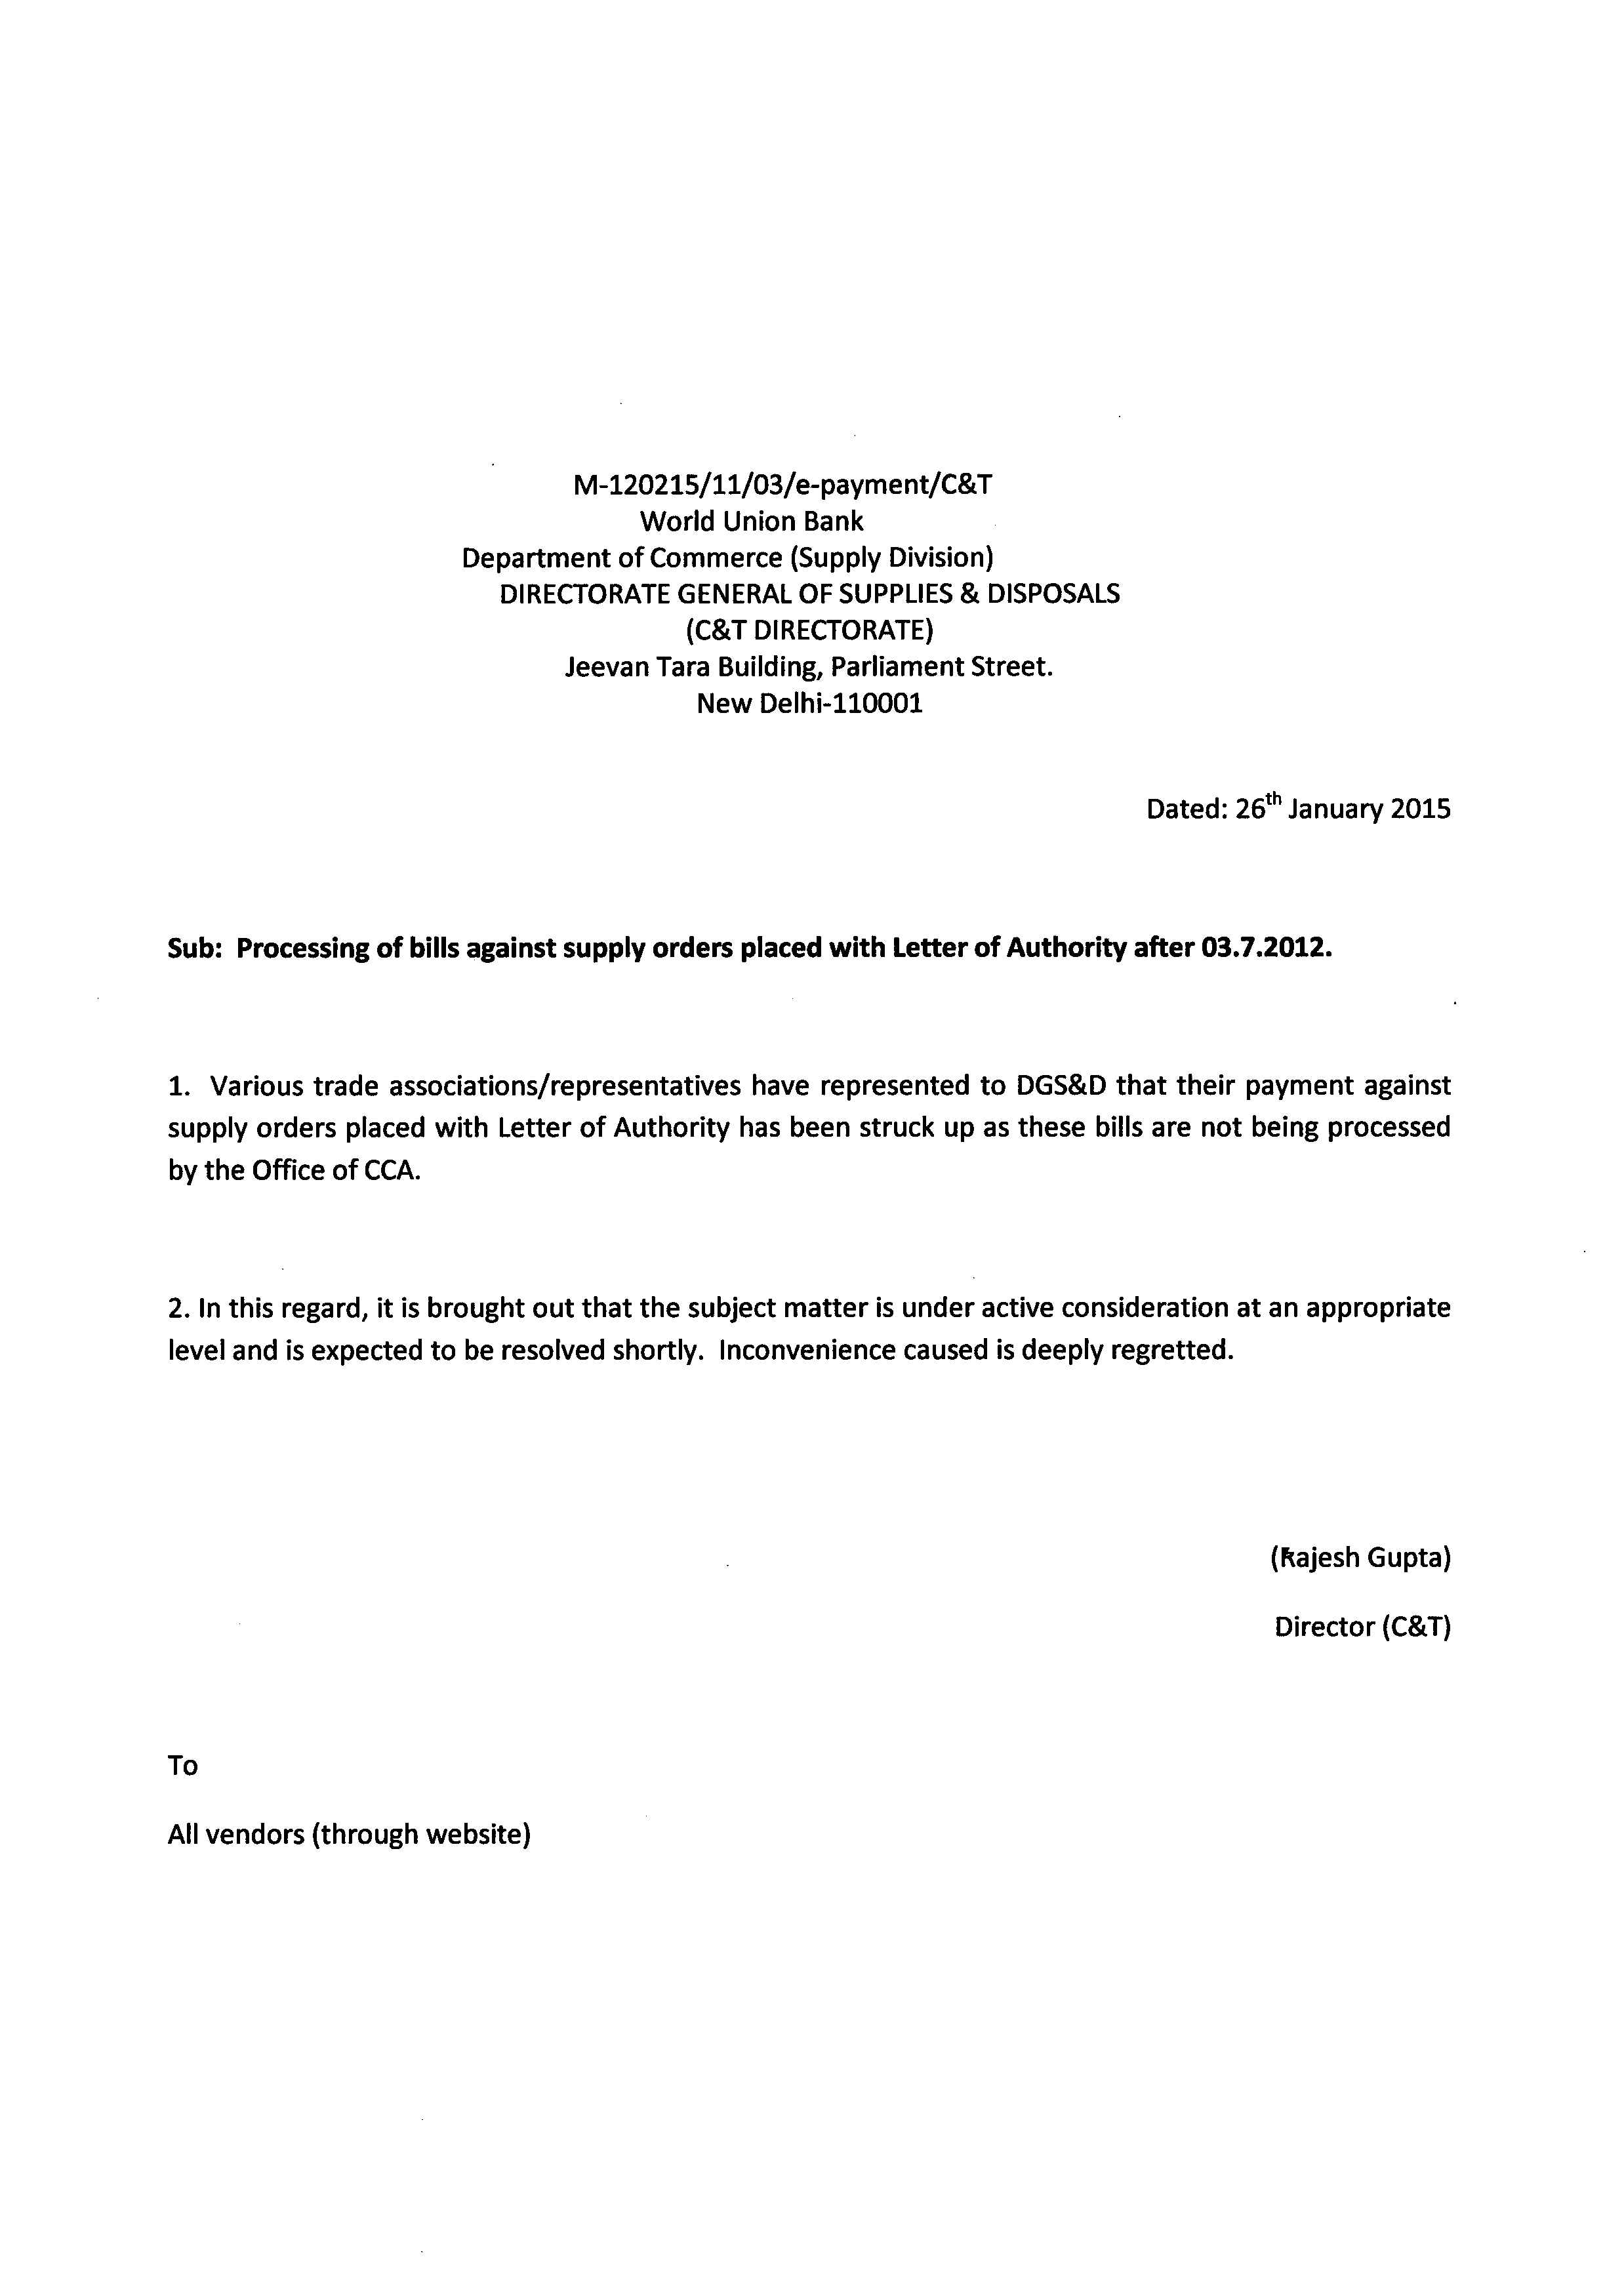 M-120215/11/03/e-payment/C&T
World Union Bank
Department of Commerce (Supply Division)
DIRECTORATE GENERAL OF SUPPLIES & DISPOSALS
(C&T DIRECTORATE)
Jeevan Tara Building, Parliament Street.
New Delhi-110001
Dated: 26th January 2015
Sub: Processing of bills against supply orders placed with Letter of Authority after 03.7.2012.
1. Various trade associations/representatives have represented to DGS&D that their payment against
supply orders placed with Letter of Authority has been struck up as these bills are not being processed
by the Office of CCA.
2. In this regard, it is brought out that the subject matter is under active consideration at an appropriate
level and is expected to be resolved shortly. Inconvenience caused is deeply regretted.
(Rajesh Gupta)
Director (C&T)
To
All vendors (through website)